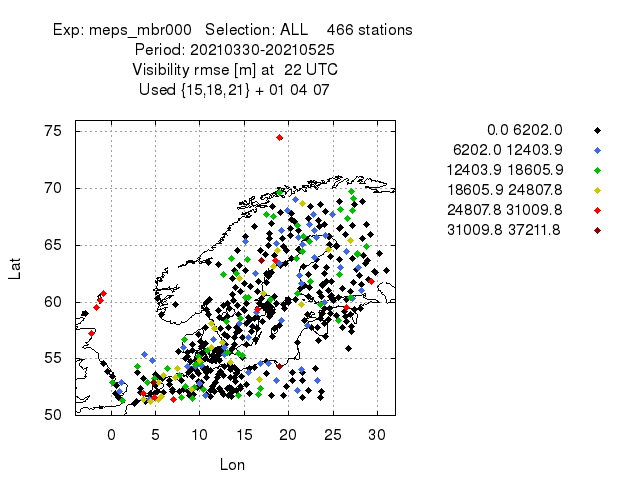 Exp: meps_mbr000   Selection: ALL    466 stations
Period: 20210330-20210525
Visibility rmse [m] at  22 UTC
Used {15,18,21} + 01 04 07
0.0 6202.0
6202.0 12403.9
12403.9 18605.9
18605.9 24807.8
24807.8 31009.8
31009.8 37211.8
75
70
65
60
55
50
Lat
0 5 10 15 20 25 30
Lon